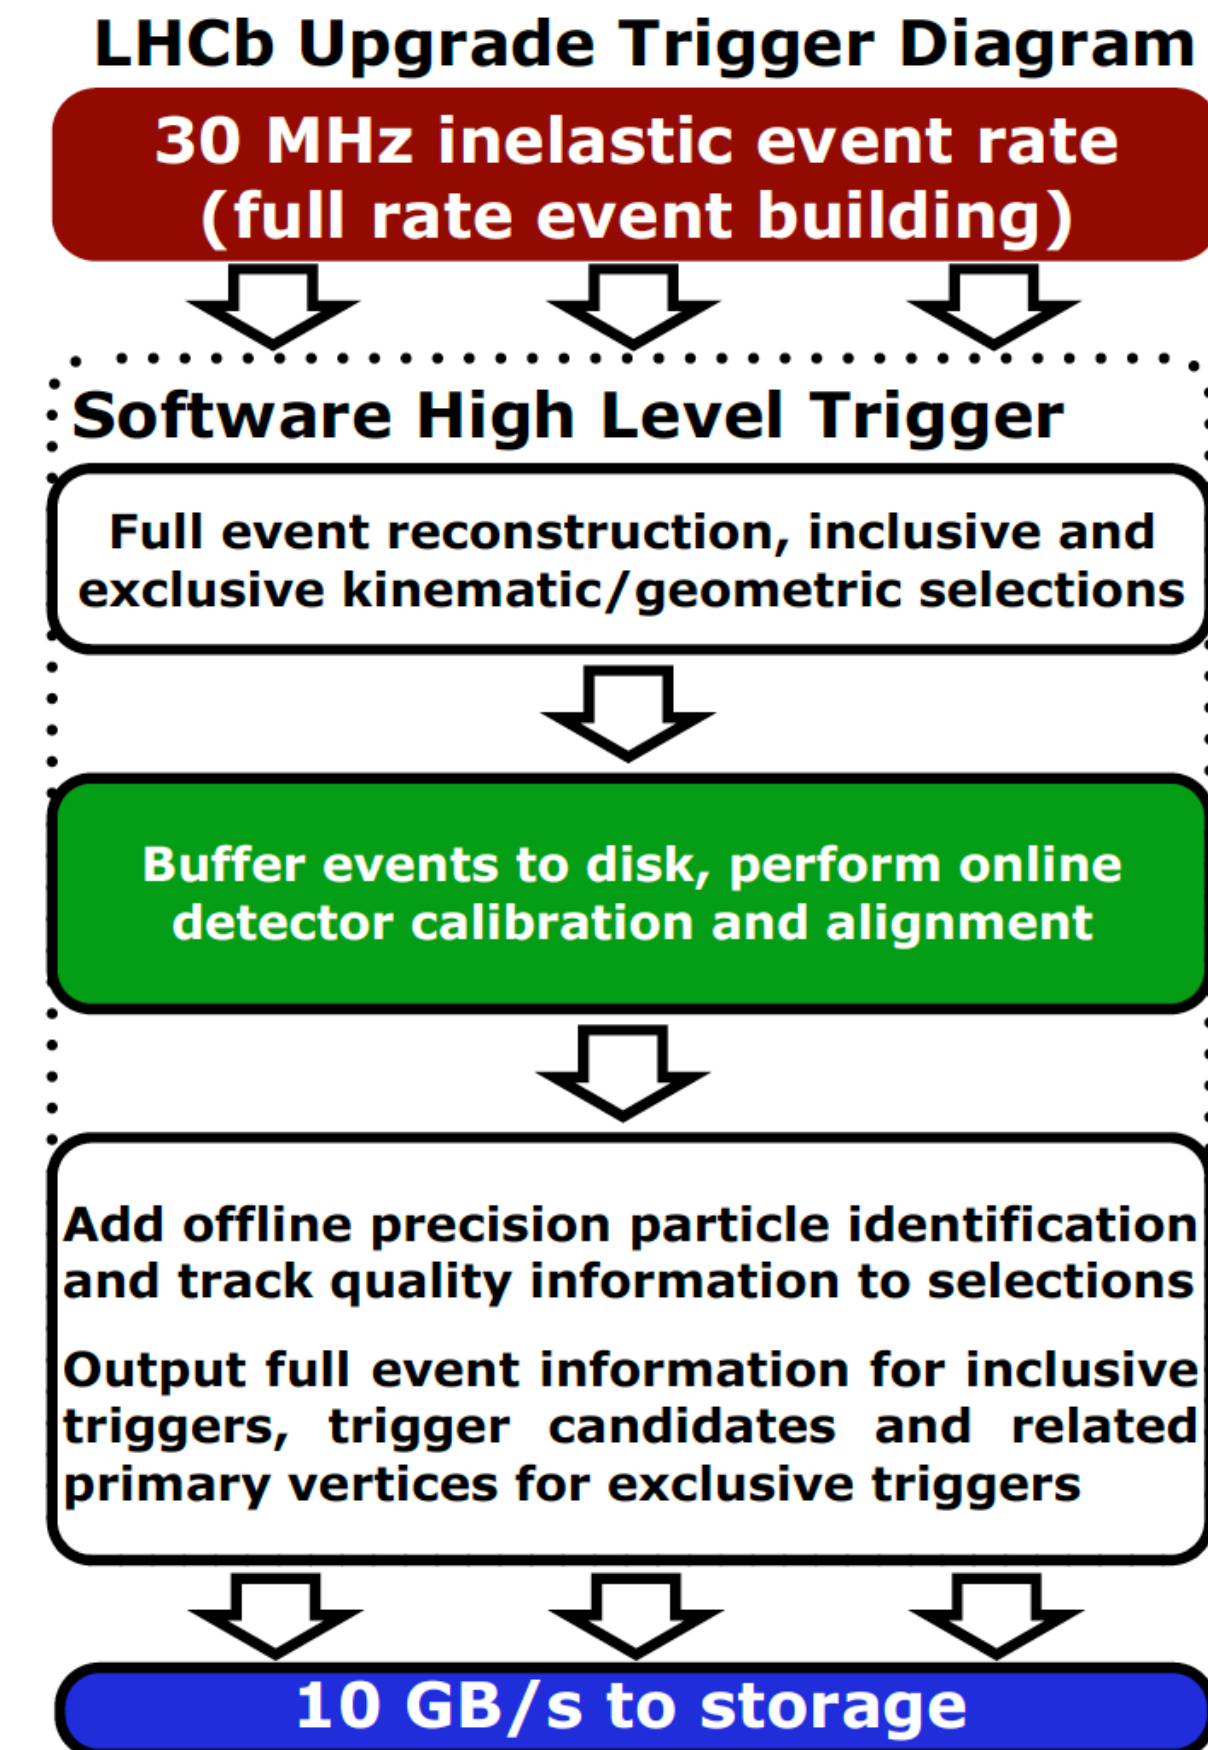 LHCb Upgrade Trigger Diagram
30 MHz inelastic event rate
(full rate event building)
Software High Level Trigger
Full event reconstruction, inclusive and
exclusive kinematic/geometric selections
Buffer events to disk, perform online
detector calibration and alignment
Add offline precision particle identification
and track quality information to selections
Output full event information for inclusive
triggers, trigger candidates and related
primary vertices for exclusive triggers
10 GB/s to storage